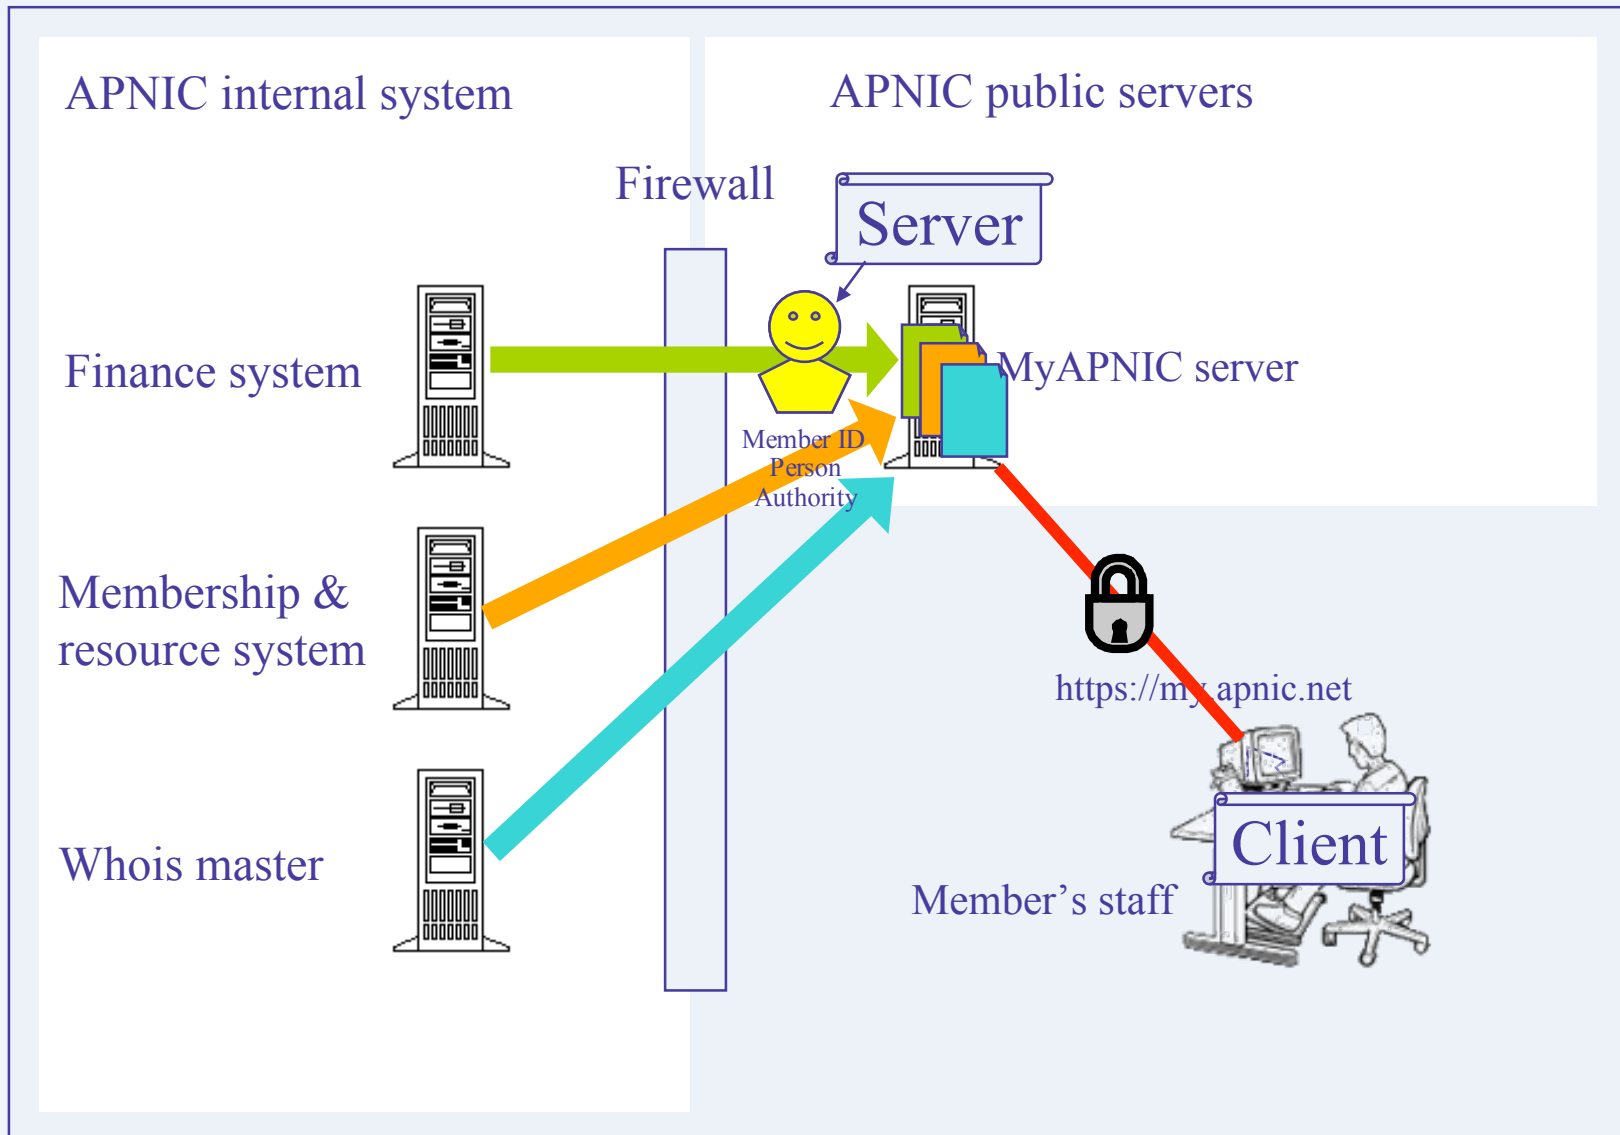 APNIC internal system
APNIC public servers
Firewall
Server
Finance system
MyAPNIC server
Member ID
Person
Authority
Membership &
resource system
https://my.apnic.net
Whois master
Client
Member’s staff